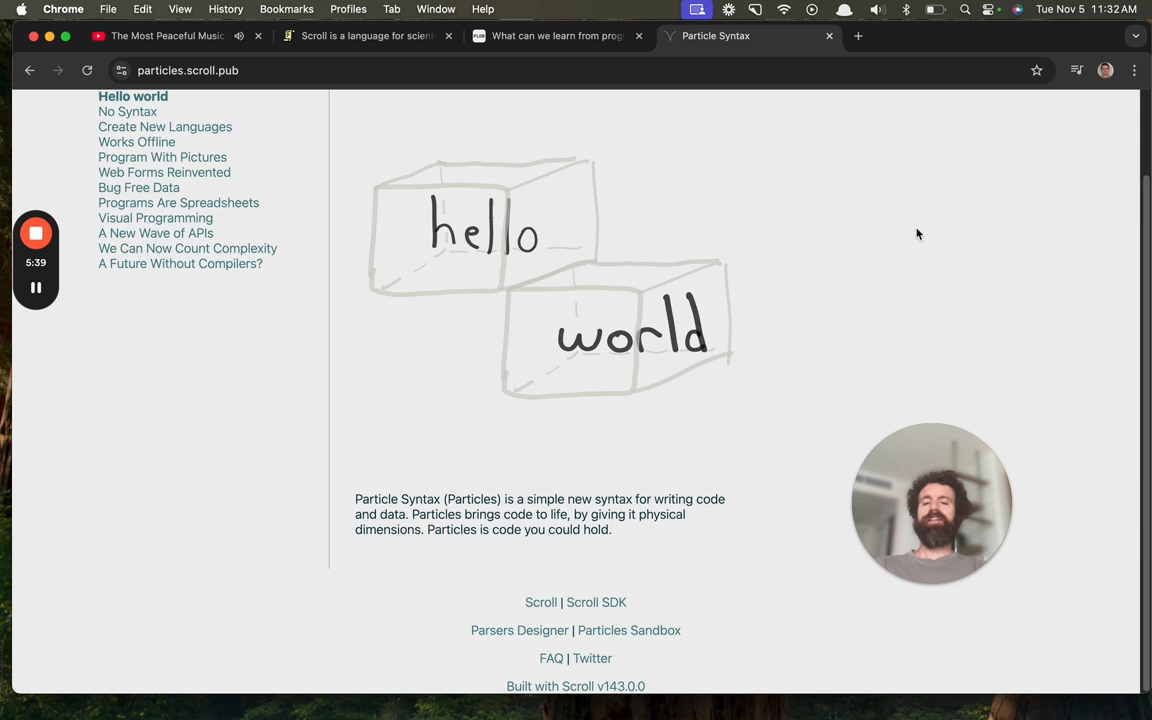 Chrome File Edit View History Bookmarks Profiles Tab Window Help Tue Nov 5 11:32 AM
The Most Peaceful Music Scroll is a language for scien PLDB What can we learn from prog Particle Syntax
particles.scroll.pub
Hello world
No Syntax
Create New Languages
Works Offline
Program With Pictures
Web Forms Reinvented
Bug Free Data
Programs Are Spreadsheets
Visual Programming
A New Wave of APIs
We Can Now Count Complexity
A Future Without Compilers?
5:39
hello
world
Particle Syntax (Particles) is a simple new syntax for writing code
and data. Particles brings code to life, by giving it physical
dimensions. Particles is code you could hold.
Scroll | Scroll SDK
Parsers Designer | Particles Sandbox
FAQ | Twitter
Built with Scroll v143.0.0